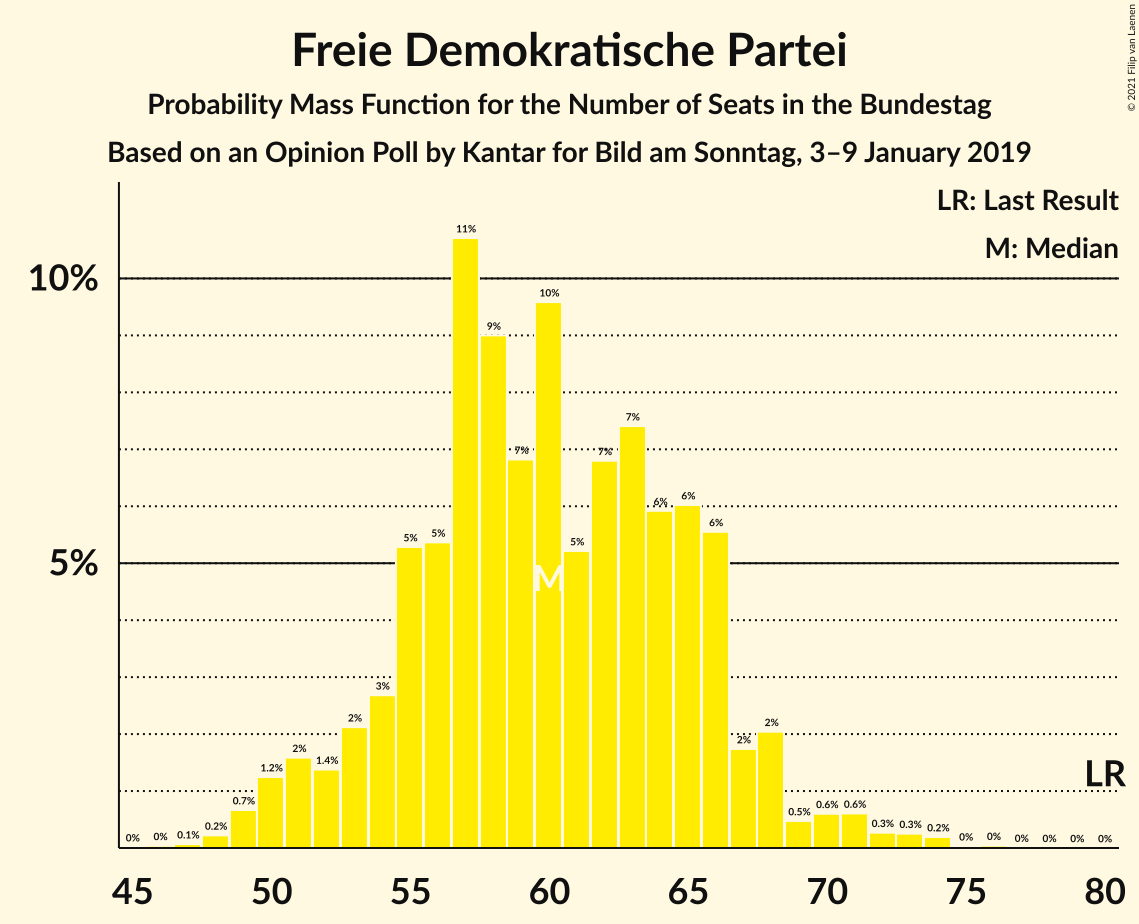 © 2021 Filip van Laenen
Freie Demokratische Partei
Probability Mass Function for the Number of Seats in the Bundestag
Based on an Opinion Poll by Kantar for Bild am Sonntag, 3–9 January 2019
LR: Last Result
M: Median
10%
5%
0% 0% 0.1% 0.2% 0.7% 1.2% 2% 1.4% 2% 3% 5% 5% 11% 9% 7% 10% 5% 7% 7% 6% 6% 6% 2% 2% 0.5% 0.6% 0.6% 0.3% 0.3% 0.2% 0% 0% 0% 0% 0% 0%
M
LR
45 50 55 60 65 70 75 80